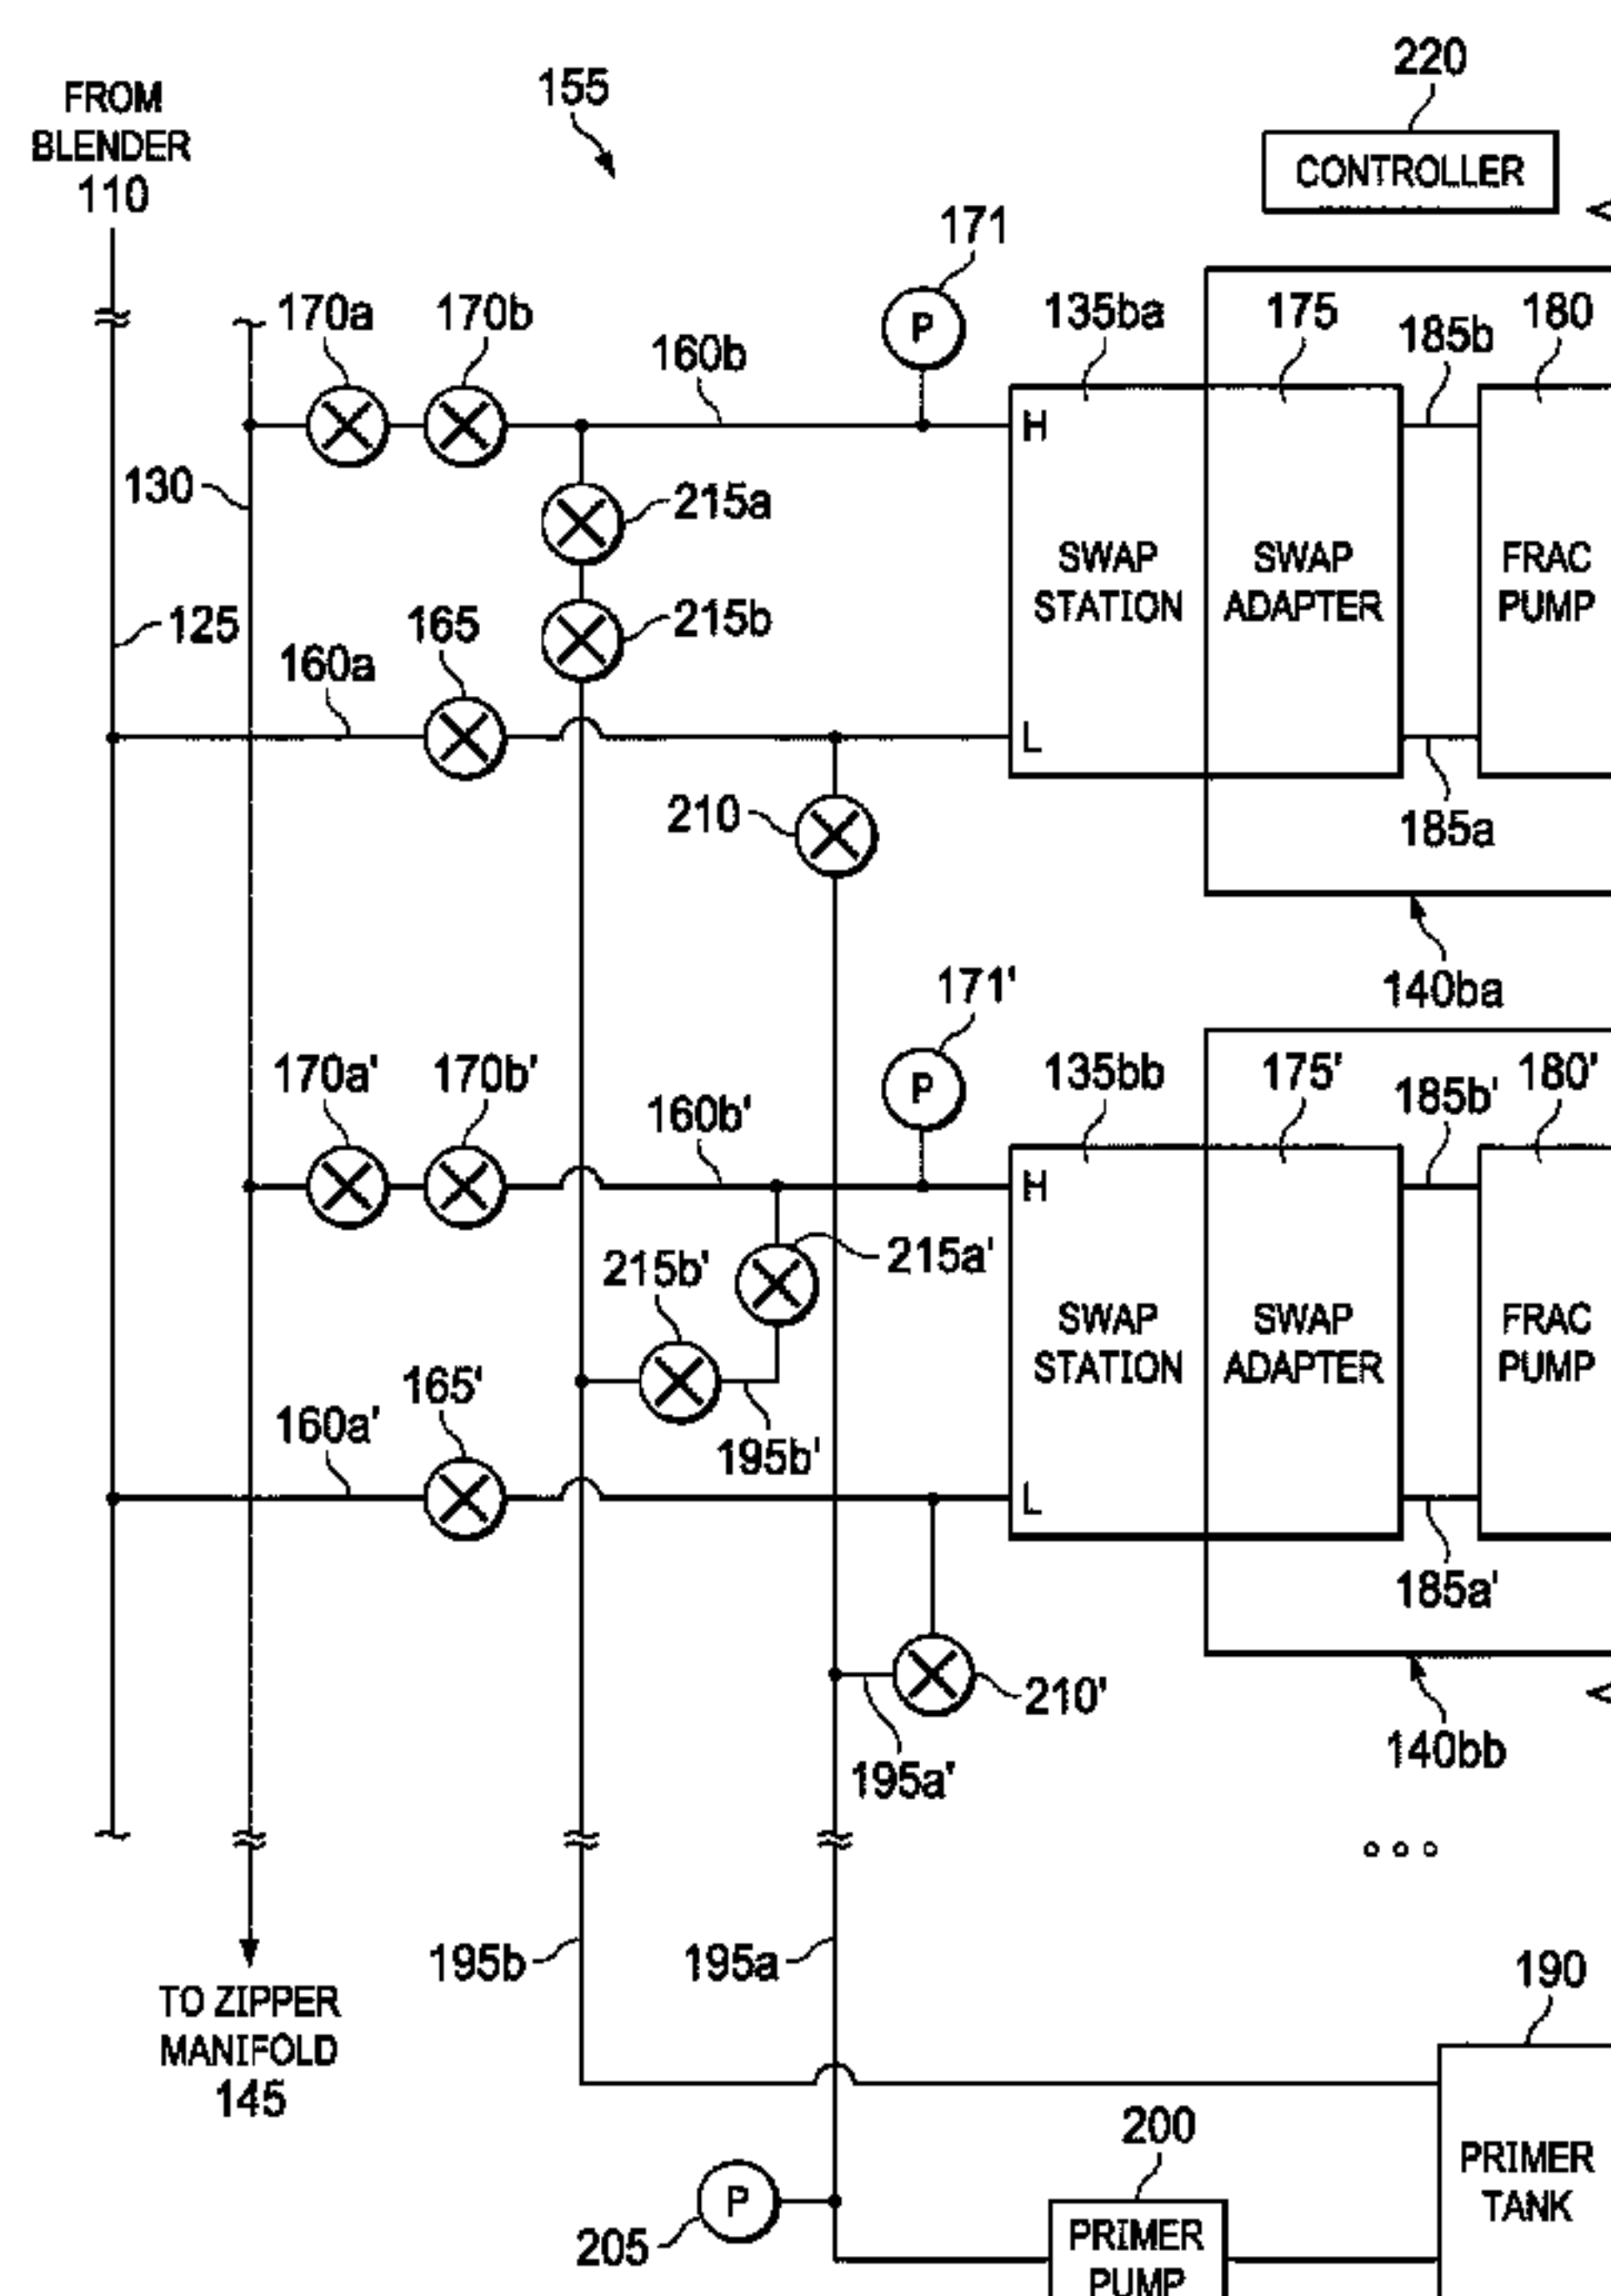 220
FROM
BLENDER
110
155
CONTROLLER
171
P
170a
170b
160b
135ba
175
185b
180
H
130
215a
SWAP
STATION
SWAP
ADAPTER
FRAC
PUMP
125
165
215b
160a
L
210
185a
140ba
171'
P
170a'
170b'
160b'
135bb
175'
185b'
180'
H
215b'
215a'
SWAP
STATION
SWAP
ADAPTER
FRAC
PUMP
160a'
165'
195b'
L
185a'
210'
195a'
140bb
195b
195a
190
TO ZIPPER
MANIFOLD
145
200
PRIMER
TANK
P
205
PRIMER
PUMP